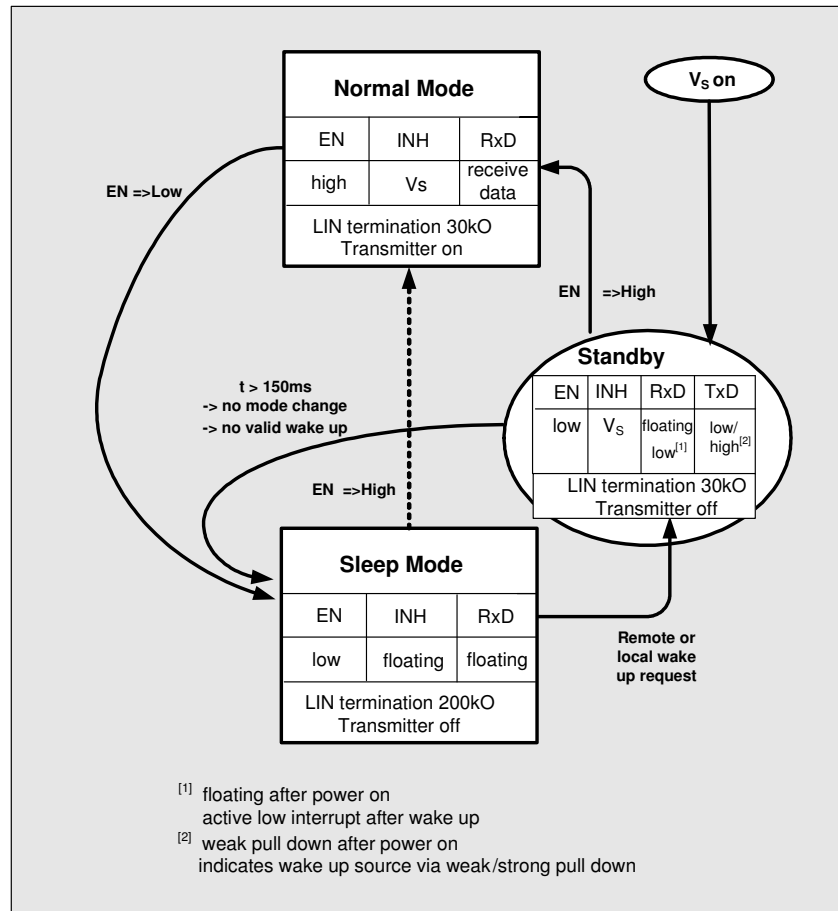 Normal Mode
EN INH RxD
high Vs receive data
LIN termination 30kO
Transmitter on
VS on
EN =>Low
EN =>High
t > 150ms
-> no mode change
-> no valid wake up
EN =>High
Standby
EN INH RxD TxD
low VS floating low[1] low/ high[2]
LIN termination 30kO
Transmitter off
Sleep Mode
EN INH RxD
low floating floating
LIN termination 200kO
Transmitter off
Remote or
local wake
up request
[1] floating after power on
active low interrupt after wake up
[2] weak pull down after power on
indicates wake up source via weak/strong pull down